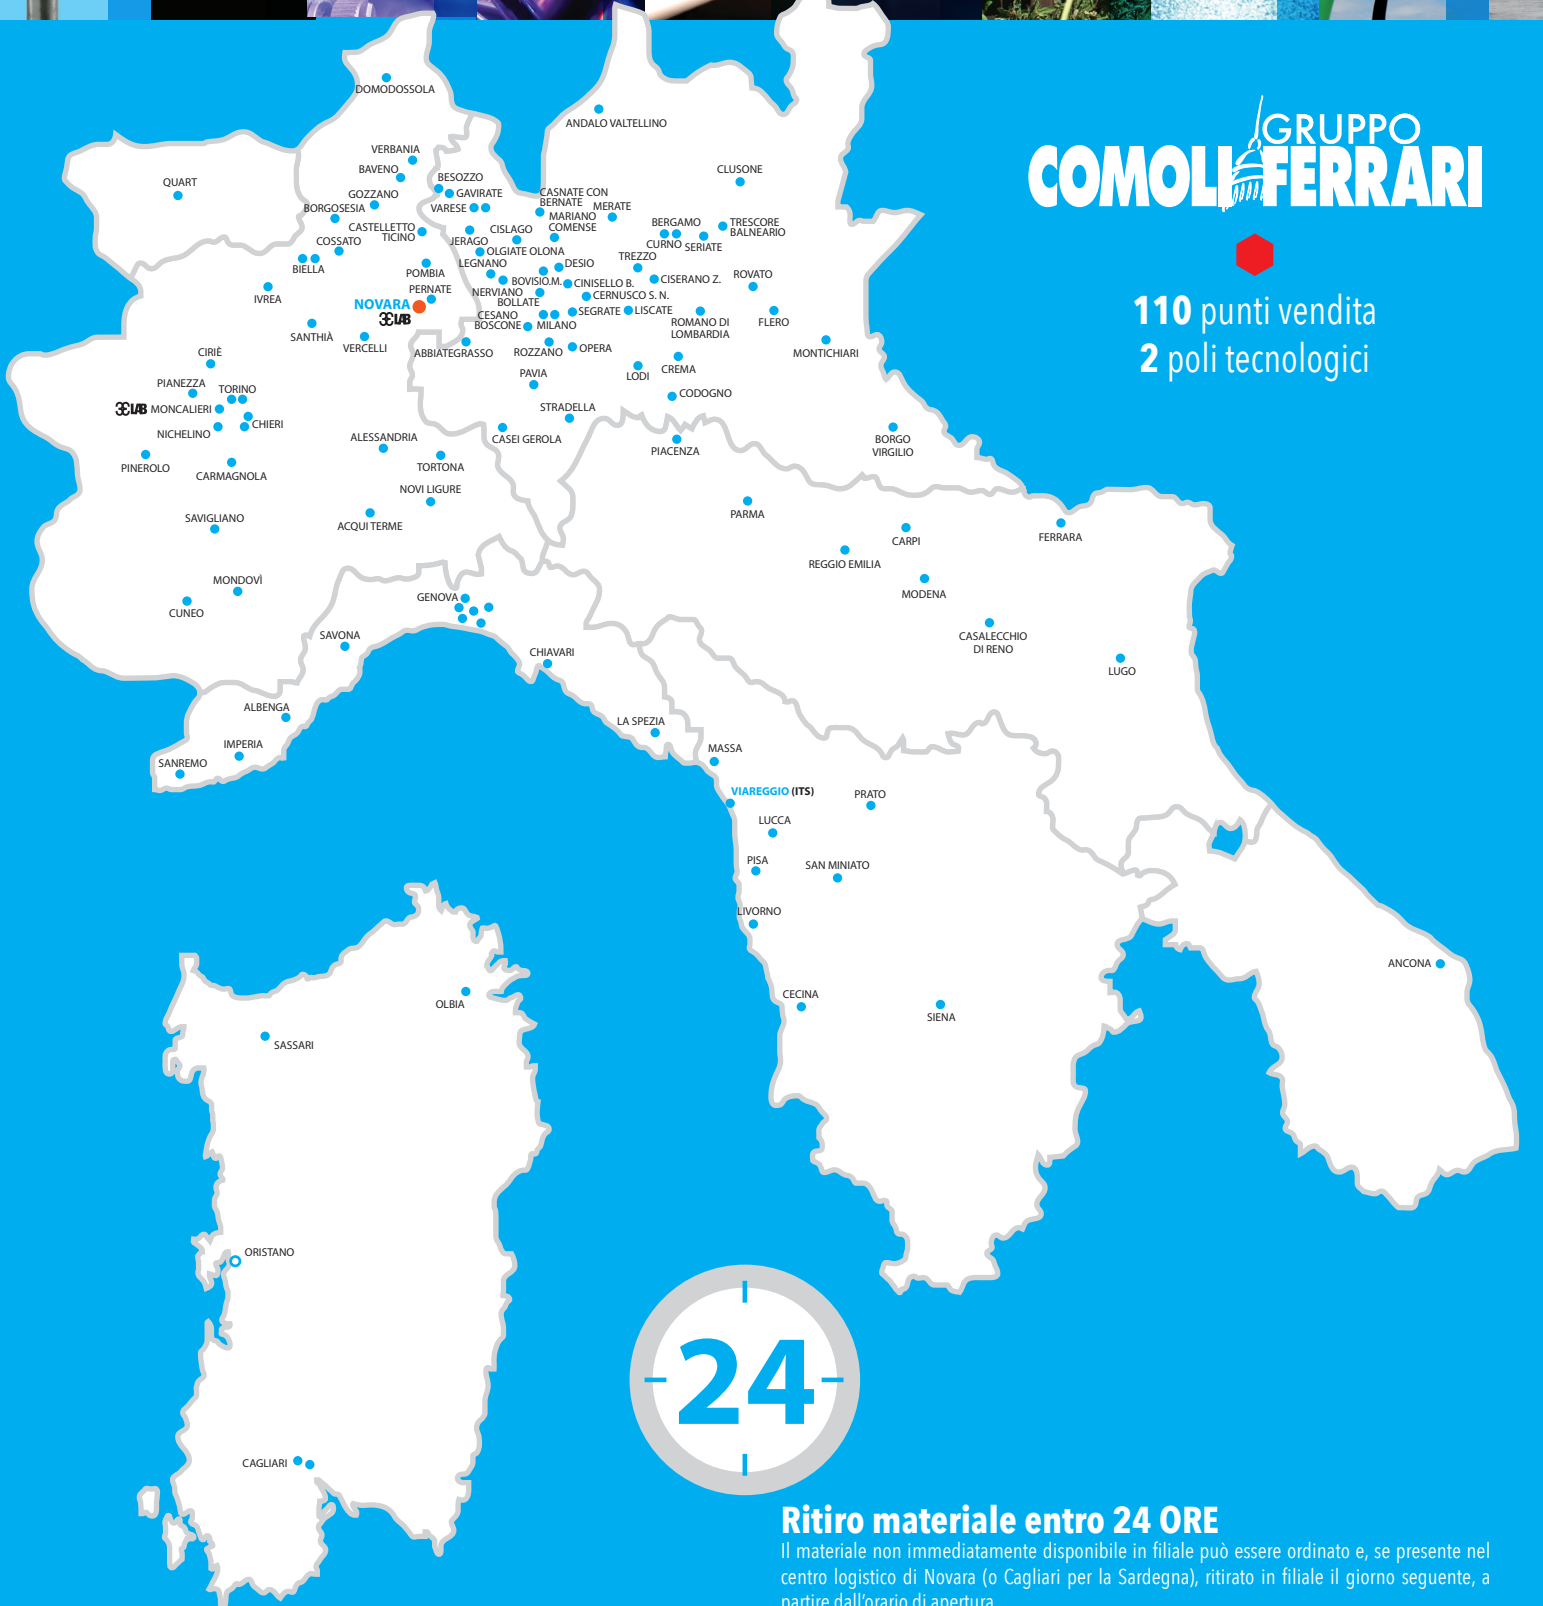 DOMODOSSOLA
ANDALO VALTELLINO
GRUPPO
COMOLI FERRARI
110 punti vendita
2 poli tecnologici
VERBANIA
BAVENO
QUART
GOZZANO
BORGOSESIA
CASTELLETTO
TICINO
COSSATO
BIELLA
POMBIA
PERNATE
NOVARA
3ELAB
IVREA
SANTHIÀ
VERCELLI
BESOZZO
GAVIRATE
VARESE
CASNATE CON
BERNATE
MERATE
MARIANO
COMENSE
CISLAGO
JERAGO
OLGIATE OLONA
LEGNANO
DESIO
BOVISIO.M.
CINISELLO B.
NERVIANO
CERNUSCO S. N.
BOLLATE
CESANO
BOSCONE
SEGRATE
LISCATE
MILANO
ABBIATEGRASSO
ROZZANO
OPERA
CLUSONE
BERGAMO
TRESCORE
BALNEARIO
CURNO
SERIATE
TREZZO
CISERANO Z.
ROVATO
ROMANO DI
LOMBARDIA
FLERO
MONTICHIARI
PAVIA
LODI
CREMA
CODOGNO
STRADELLA
CASEI GEROLA
BORGO
VIRGILIO
CIRIÈ
PIANEZZA
TORINO
3ELAB
MONCALIERI
CHIERI
NICHELINO
PINEROLO
CARMAGNOLA
ALESSANDRIA
TORTONA
NOVI LIGURE
ACQUI TERME
SAVIGLIANO
MONDOVÌ
CUNEO
PIACENZA
PARMA
CARPI
FERRARA
REGGIO EMILIA
MODENA
CASALECCHIO
DI RENO
LUGO
GENOVA
SAVONA
CHIAVARI
ALBENGA
IMPERIA
SANREMO
LA SPEZIA
MASSA
VIAREGGIO (ITS)
PRATO
LUCCA
PISA
SAN MINIATO
LIVORNO
CECINA
SIENA
ANCONA
OLBIA
SASSARI
ORISTANO
CAGLIARI
24
Ritiro materiale entro 24 ORE
Il materiale non immediatamente disponibile in filiale può essere ordinato e, se presente nel
centro logistico di Novara (o Cagliari per la Sardegna), ritirato in filiale il giorno seguente, a
partire dall'orario di apertura